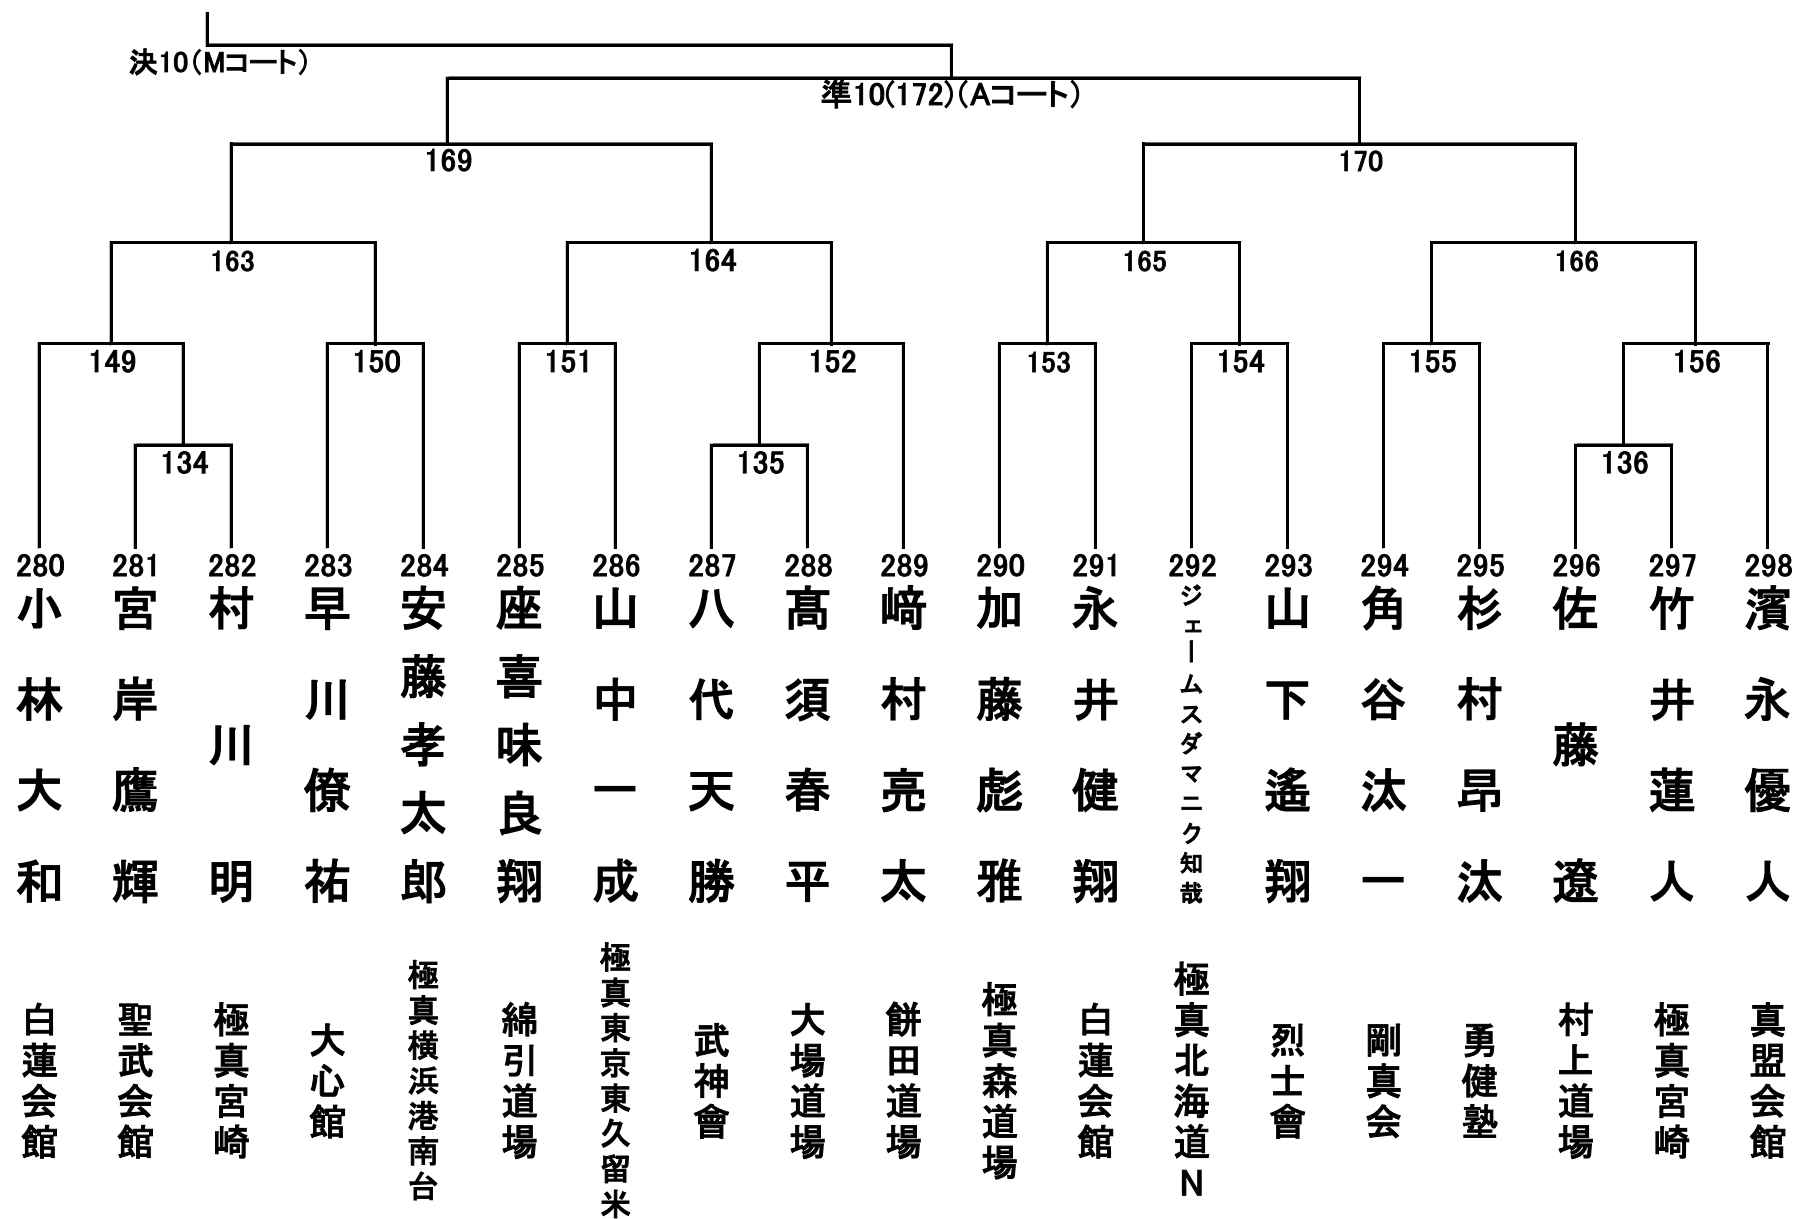 決10（Mコート）
準10(172)（Aコート）
169
170
163
164
165
166
149
150
151
152
153
154
155
156
134
135
136
280
小林大和
白蓮会館
281
宮岸鷹輝
聖武会館
282
村川明
極真宮崎
283
早川僚祐
大心館
284
安藤孝太郎
極真横浜港南台
285
座喜味良翔
綿引道場
286
山中一成
極真東京東久留米
287
八代天勝
武神會
288
髙須春平
大場道場
289
﨑村亮太
餅田道場
290
加藤彪雅
極真森道場
291
永井健翔
白蓮会館
292
ジェームスダマニク知哉
極真北海道N
293
山下遙翔
烈士會
294
角谷汰一
剛真会
295
杉村昂汰
勇健塾
296
佐藤遼
村上道場
297
竹井蓮人
極真宮崎
298
濱永優人
真盟会館